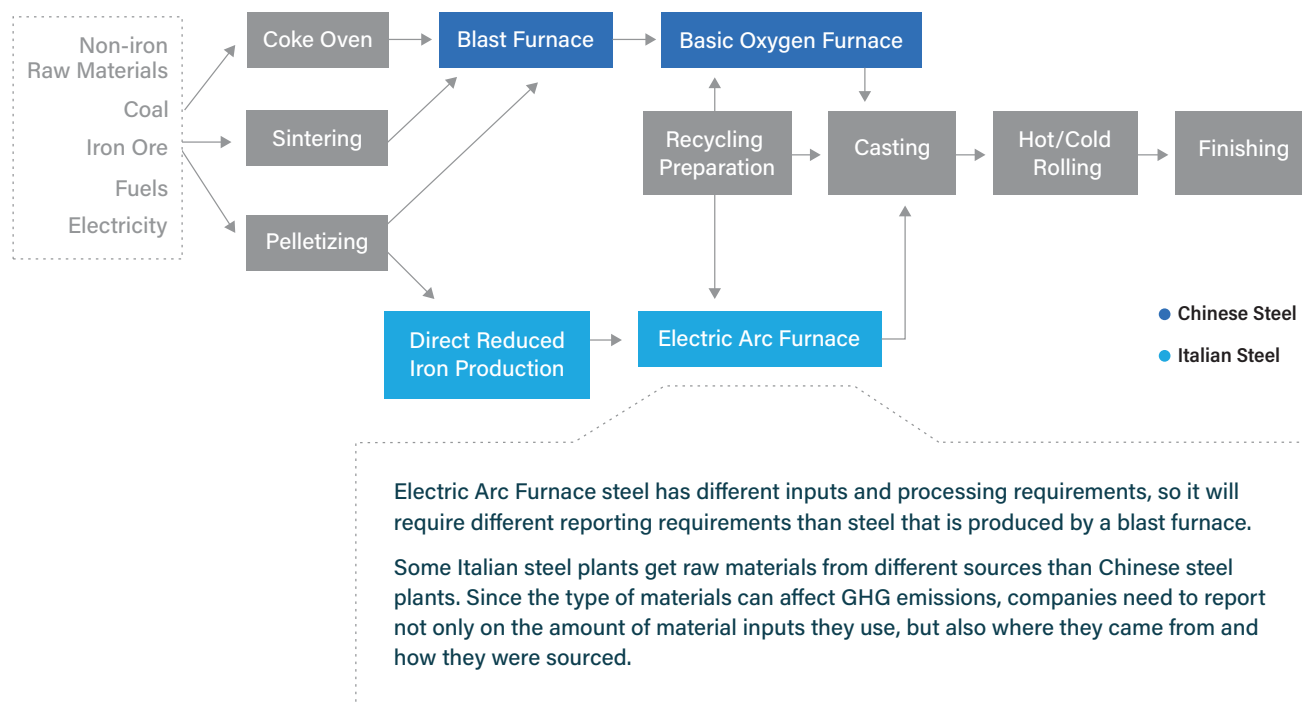 Non-iron
Raw Materials
Coal
Iron Ore
Fuels
Electricity
Coke Oven
Blast Furnace
Basic Oxygen Furnace
Sintering
Recycling
Preparation
Casting
Hot/Cold
Rolling
Finishing
Pelletizing
Direct Reduced
Iron Production
Electric Arc Furnace
Chinese Steel
Italian Steel
Electric Arc Furnace steel has different inputs and processing requirements, so it will
require different reporting requirements than steel that is produced by a blast furnace.
Some Italian steel plants get raw materials from different sources than Chinese steel
plants. Since the type of materials can affect GHG emissions, companies need to report
not only on the amount of material inputs they use, but also where they came from and
how they were sourced.